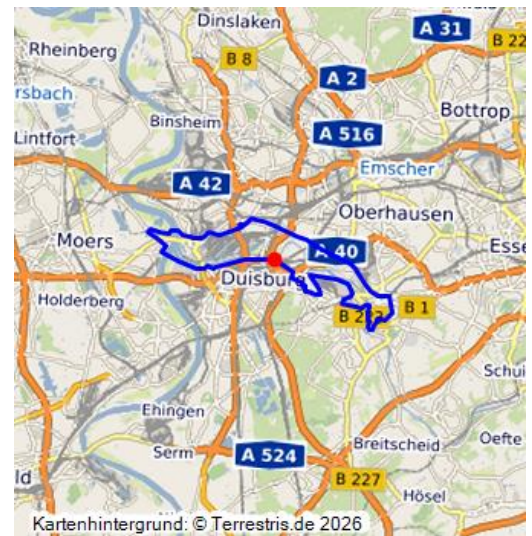 Dinslaken
A 31
B 22
Rheinberg
B 8
A 2
Bottrop
rsbach
Binsheim
A 516
Lintfort
Emscher
A 42
Oberhausen
Moers
A 40
Esse
Duisburg
Holderberg
B 1
Schui
Ehingen
Breitscheid
Oefte
Serm
A 524
ld
B 227
Hösel
Kartenhintergrund: © Terrestris.de 2026